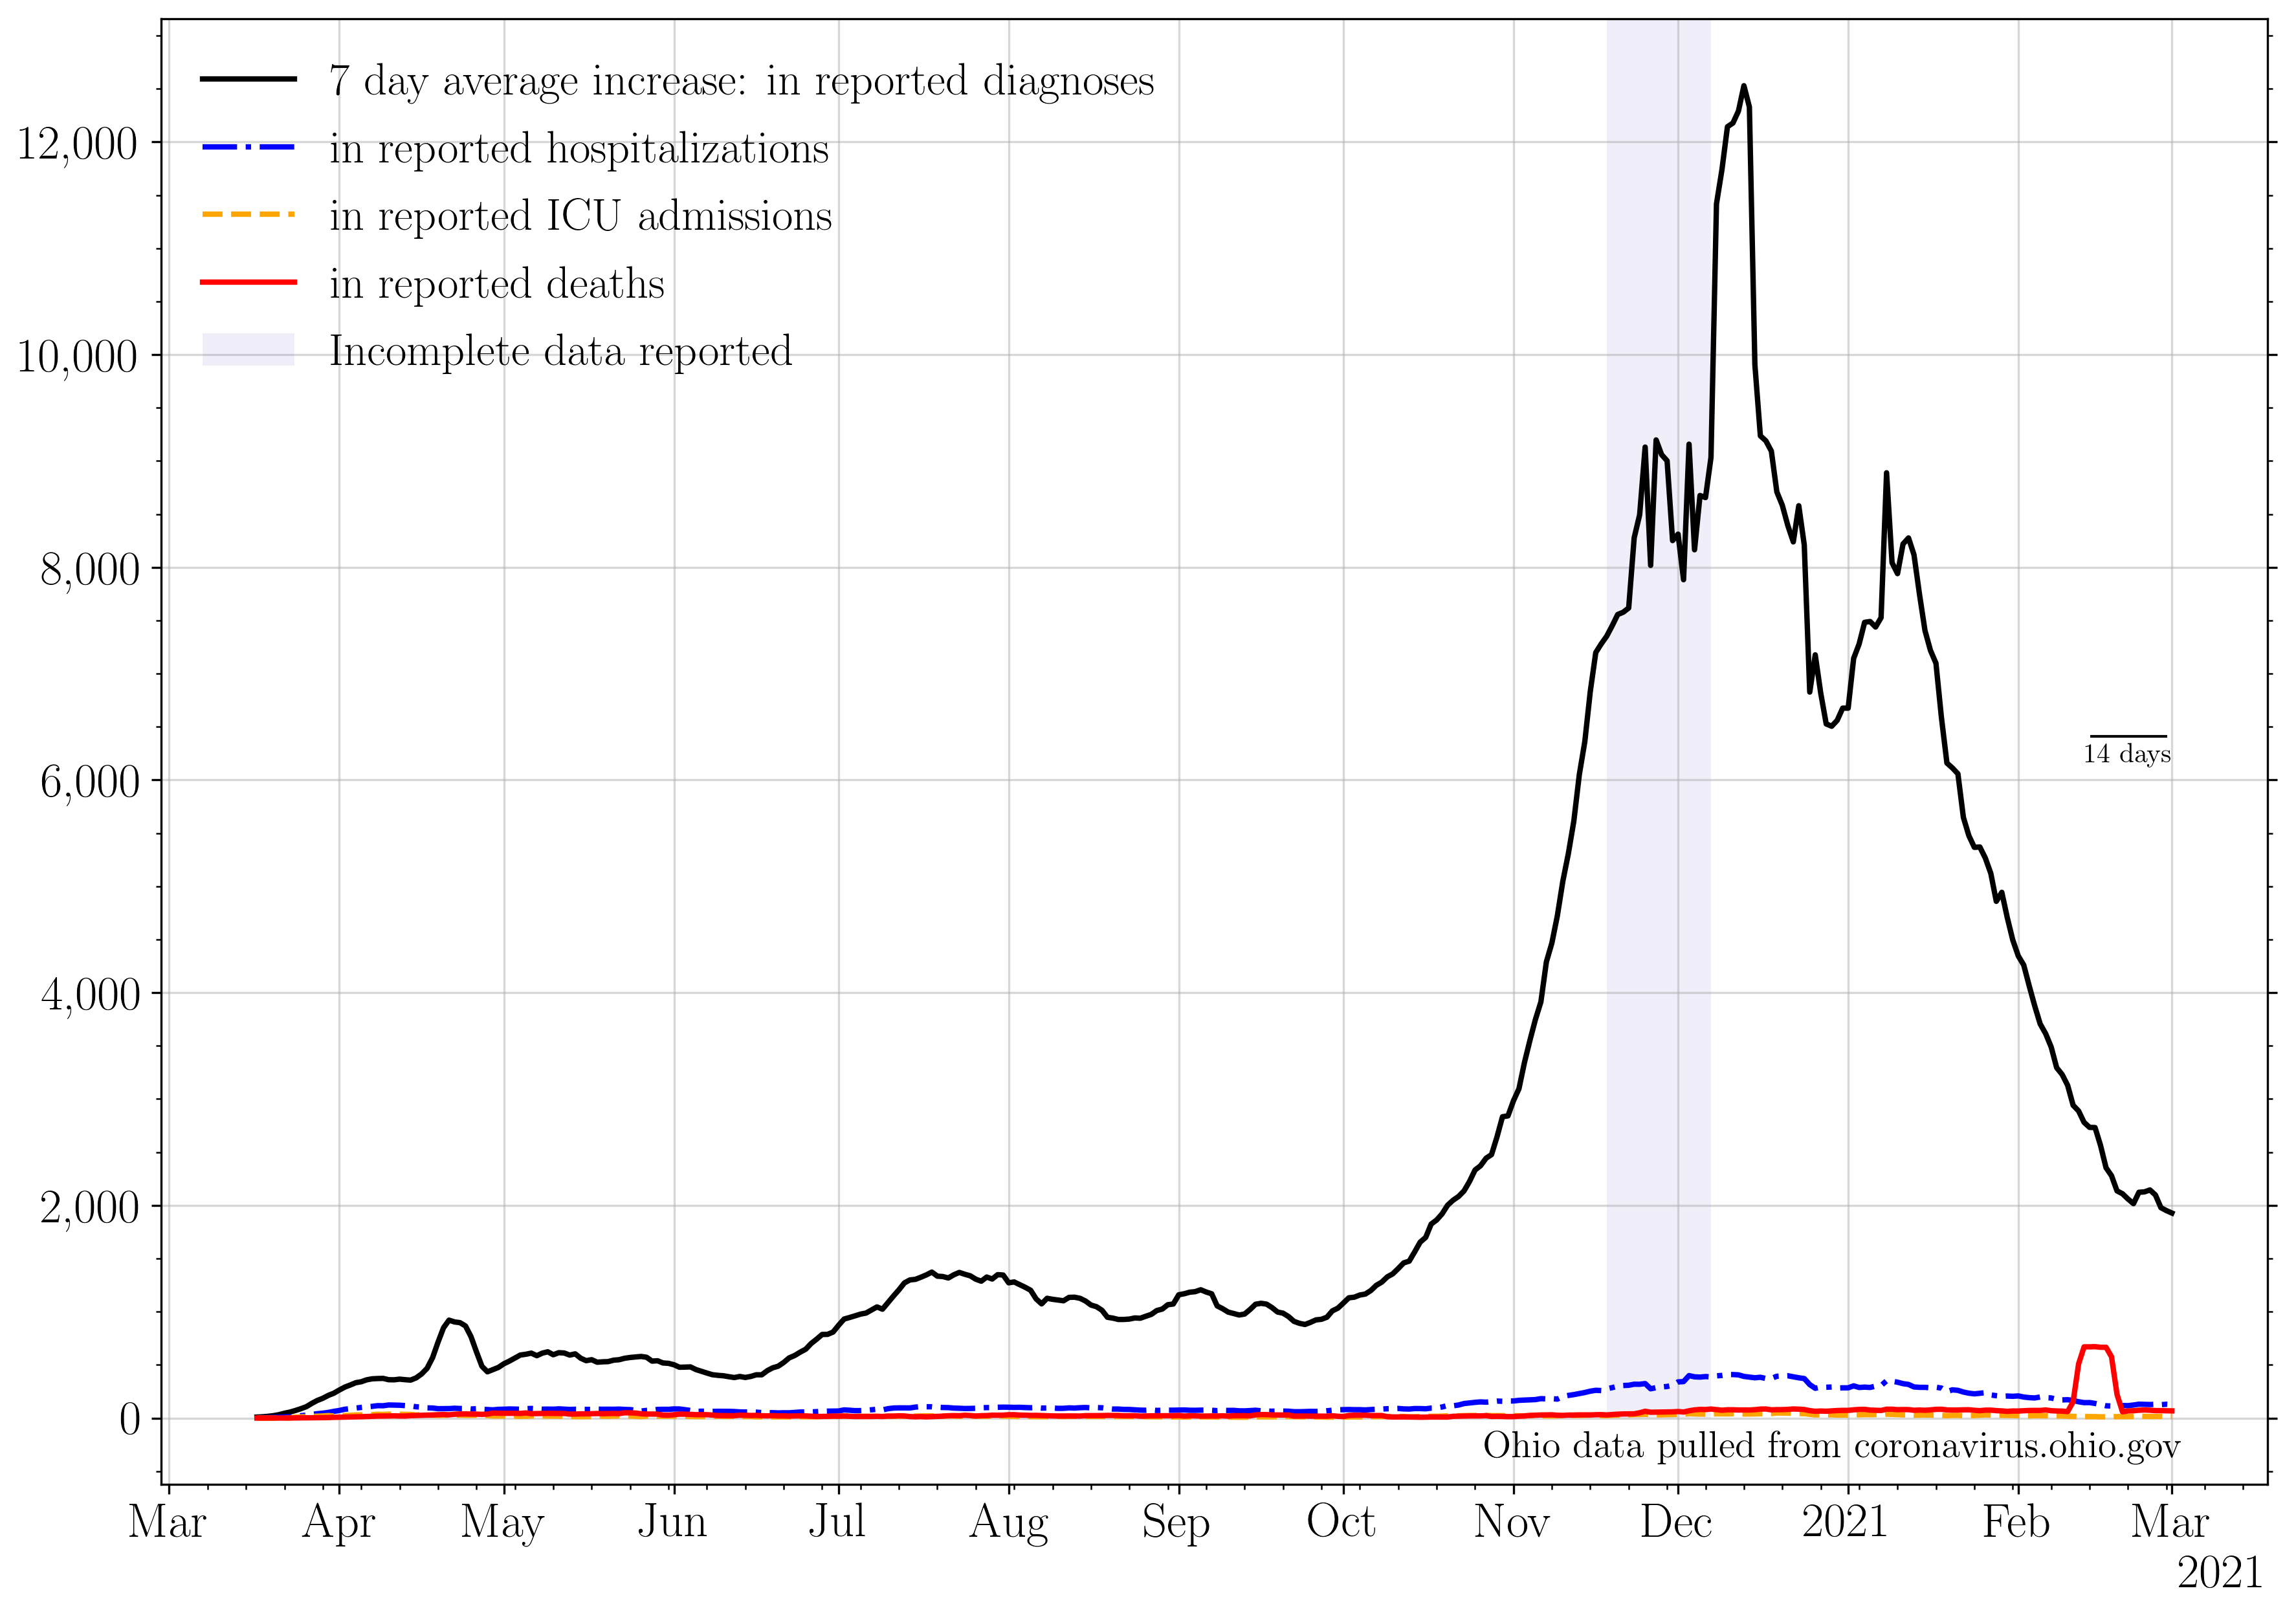 7 day average increase: in reported diagnoses
in reported hospitalizations
in reported ICU admissions
in reported deaths
Incomplete data reported
12,000
10,000
8,000
6,000
4,000
2,000
0
14 days
Ohio data pulled from coronavirus.ohio.gov
Mar Apr May Jun Jul Aug Sep Oct Nov Dec 2021 Feb Mar
2021